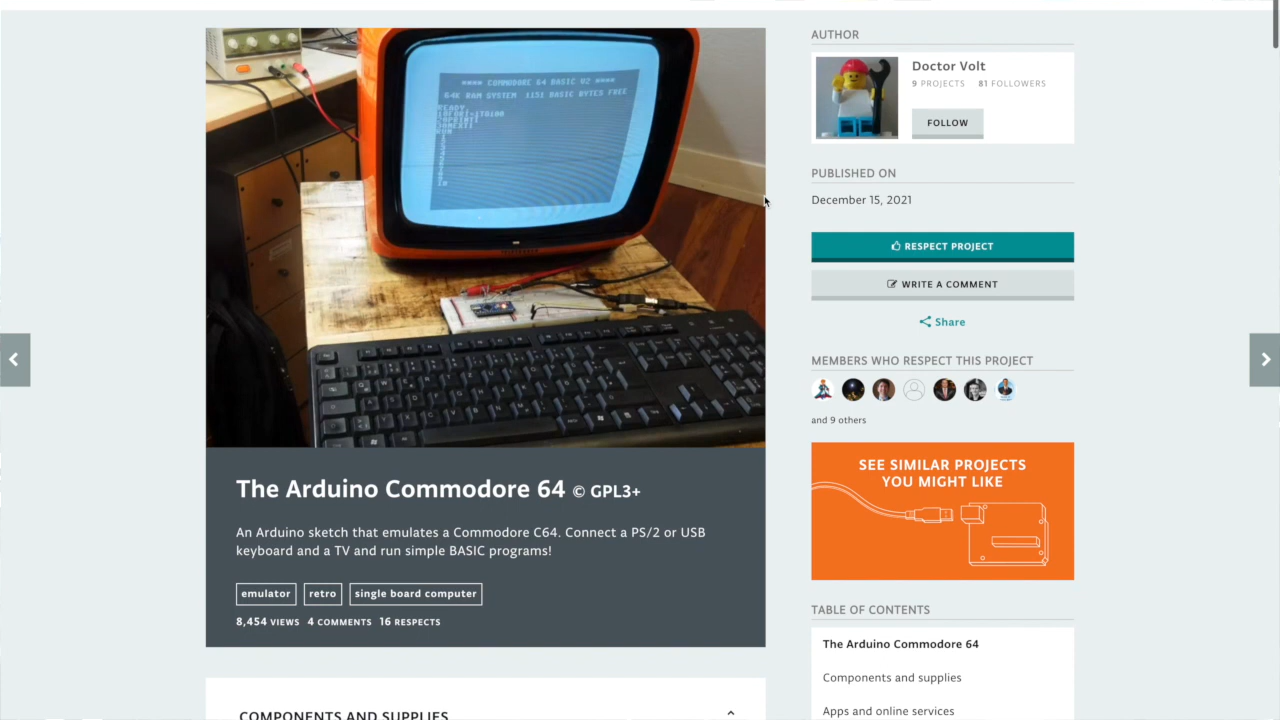 **** COMMODORE 64 BASIC V2 ****
64K RAM SYSTEM 1151 BASIC BYTES FREE
READY.
RUN
The Arduino Commodore 64 © GPL3+
An Arduino sketch that emulates a Commodore C64. Connect a PS/2 or USB
keyboard and a TV and run simple BASIC programs!
emulator retro single board computer
8,454 VIEWS 4 COMMENTS 16 RESPECTS
COMPONENTS AND SUPPLIES
AUTHOR
Doctor Volt
9 PROJECTS 81 FOLLOWERS
FOLLOW
PUBLISHED ON
December 15, 2021
RESPECT PROJECT
WRITE A COMMENT
Share
MEMBERS WHO RESPECT THIS PROJECT
and 9 others
SEE SIMILAR PROJECTS
YOU MIGHT LIKE
TABLE OF CONTENTS
The Arduino Commodore 64
Components and supplies
Apps and online services